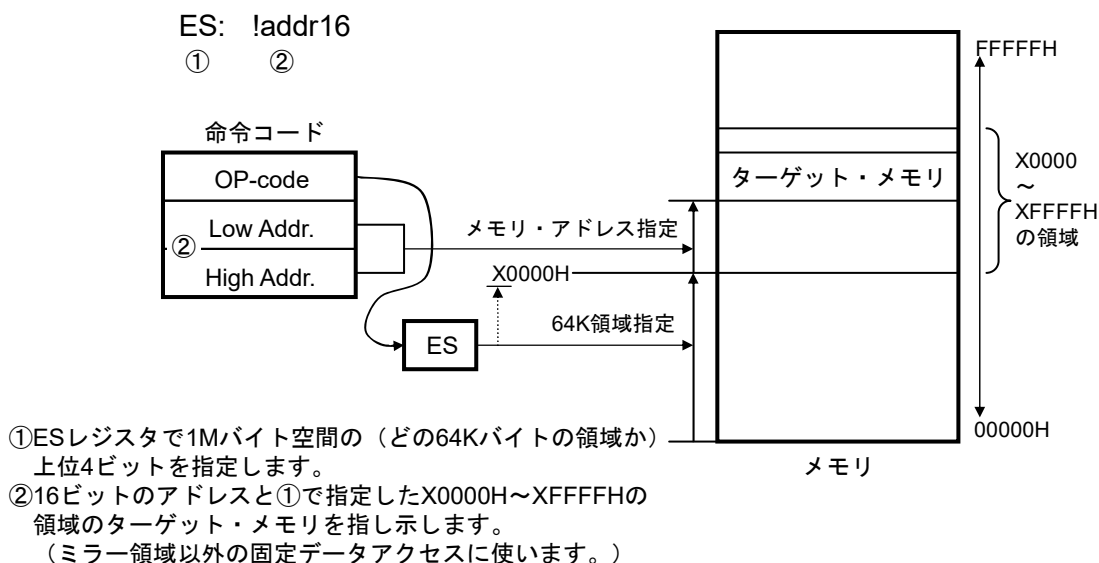 ES: !addr16
① ②
命令コード
OP-code
Low Addr.
②
High Addr.
ES
メモリ・アドレス指定
X0000H
64K領域指定
ターゲット・メモリ
FFFFFH
X0000
～
XFFFFH
の領域
00000H
メモリ
①ESレジスタで1Mバイト空間の（どの64Kバイトの領域か）
上位4ビットを指定します。
②16ビットのアドレスと①で指定したX0000H～XFFFFHの
領域のターゲット・メモリを指し示します。
（ミラー領域以外の固定データアクセスに使います。）